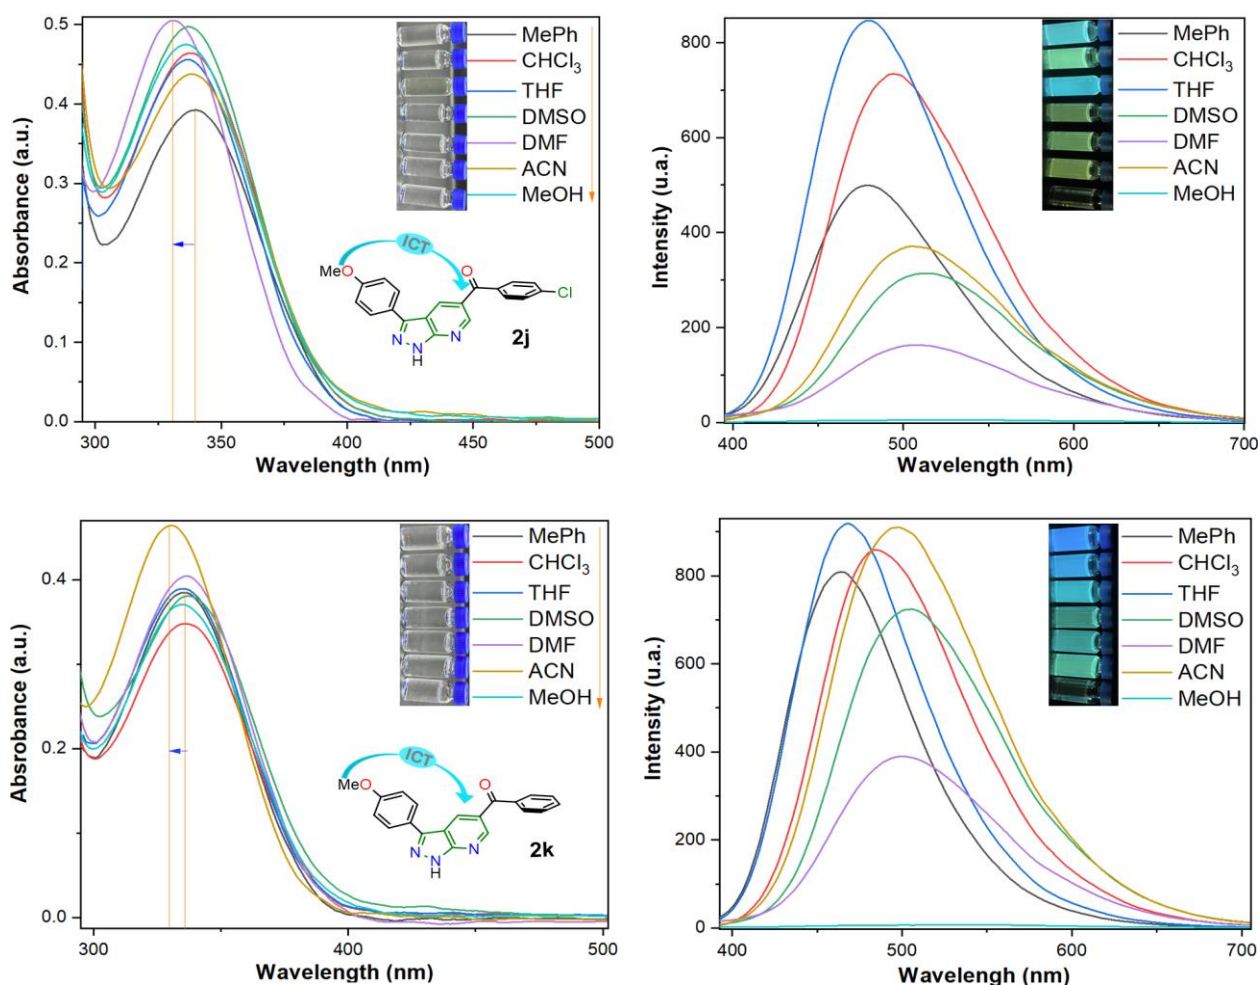 0.5
0.4
0.3
0.2
0.1
0.0
Absorbance (a.u.)
300
350
400
450
500
Wavelength (nm)
MePh
CHCl₃
THF
DMSO
DMF
ACN
MeOH
ICT
MeO
O
Cl
N
N
N
H
2j
800
600
400
200
0
Intensity (u.a.)
400
500
600
700
Wavelength (nm)
MePh
CHCl₃
THF
DMSO
DMF
ACN
MeOH
0.4
0.2
0.0
Absrobance (a.u.)
300
400
500
Wavelength (nm)
MePh
CHCl₃
THF
DMSO
DMF
ACN
MeOH
ICT
MeO
O
N
N
N
H
2k
800
600
400
200
0
Intensity (u.a.)
400
500
600
700
Wavelengh (nm)
MePh
CHCl₃
THF
DMSO
DMF
ACN
MeOH